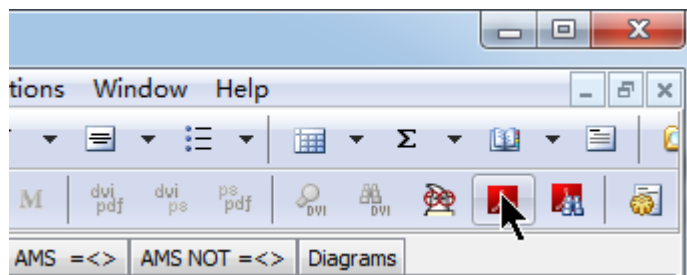 tions Window Help
Σ
M dvi pdf dvi ps ps pdf DVI DVI
AMS =<> AMS NOT =<> Diagrams